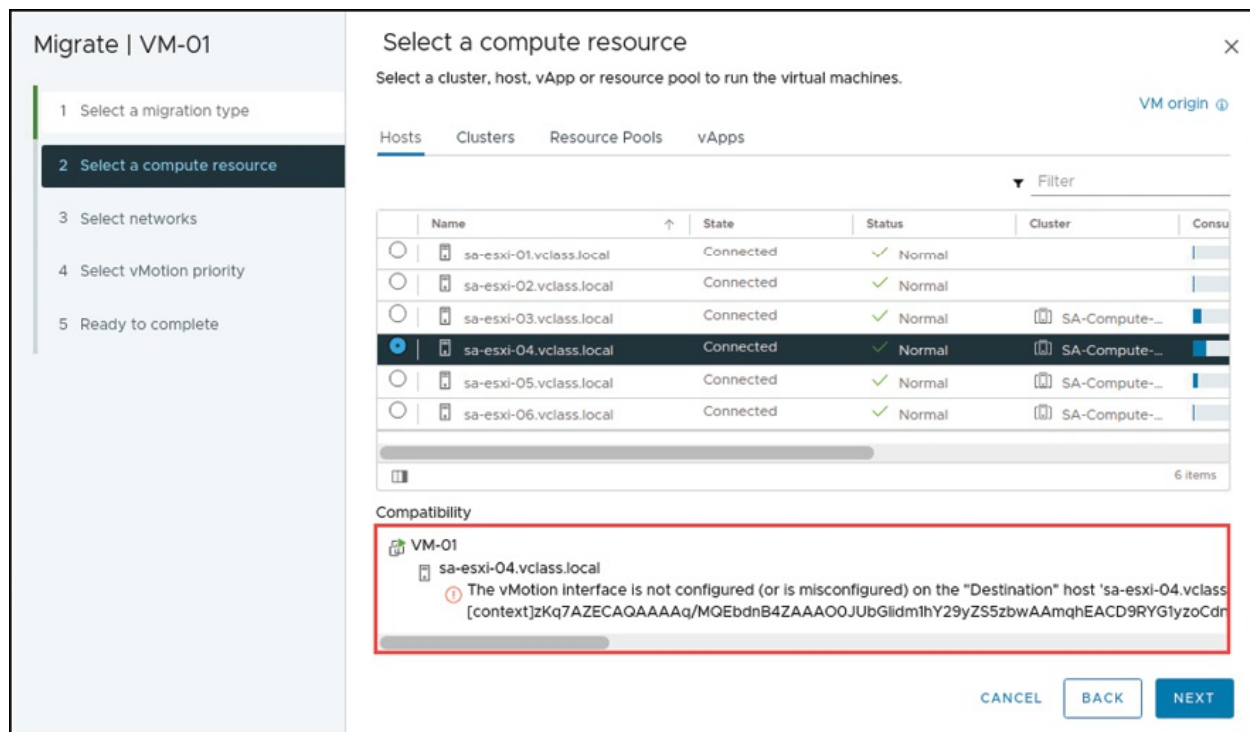 Migrate | VM-01
1 Select a migration type
2 Select a compute resource
3 Select networks
4 Select vMotion priority
5 Ready to complete
Select a compute resource
Select a cluster, host, vApp or resource pool to run the virtual machines.
VM origin
Hosts Clusters Resource Pools vApps
Filter
Name State Status Cluster Consu
sa-esxi-01.vclass.local Connected Normal
sa-esxi-02.vclass.local Connected Normal
sa-esxi-03.vclass.local Connected Normal SA-Compute-...
sa-esxi-04.vclass.local Connected Normal SA-Compute-...
sa-esxi-05.vclass.local Connected Normal SA-Compute-...
sa-esxi-06.vclass.local Connected Normal SA-Compute-...
6 items
Compatibility
VM-01
sa-esxi-04.vclass.local
The vMotion interface is not configured (or is misconfigured) on the "Destination" host 'sa-esxi-04.vclass
CANCEL BACK NEXT